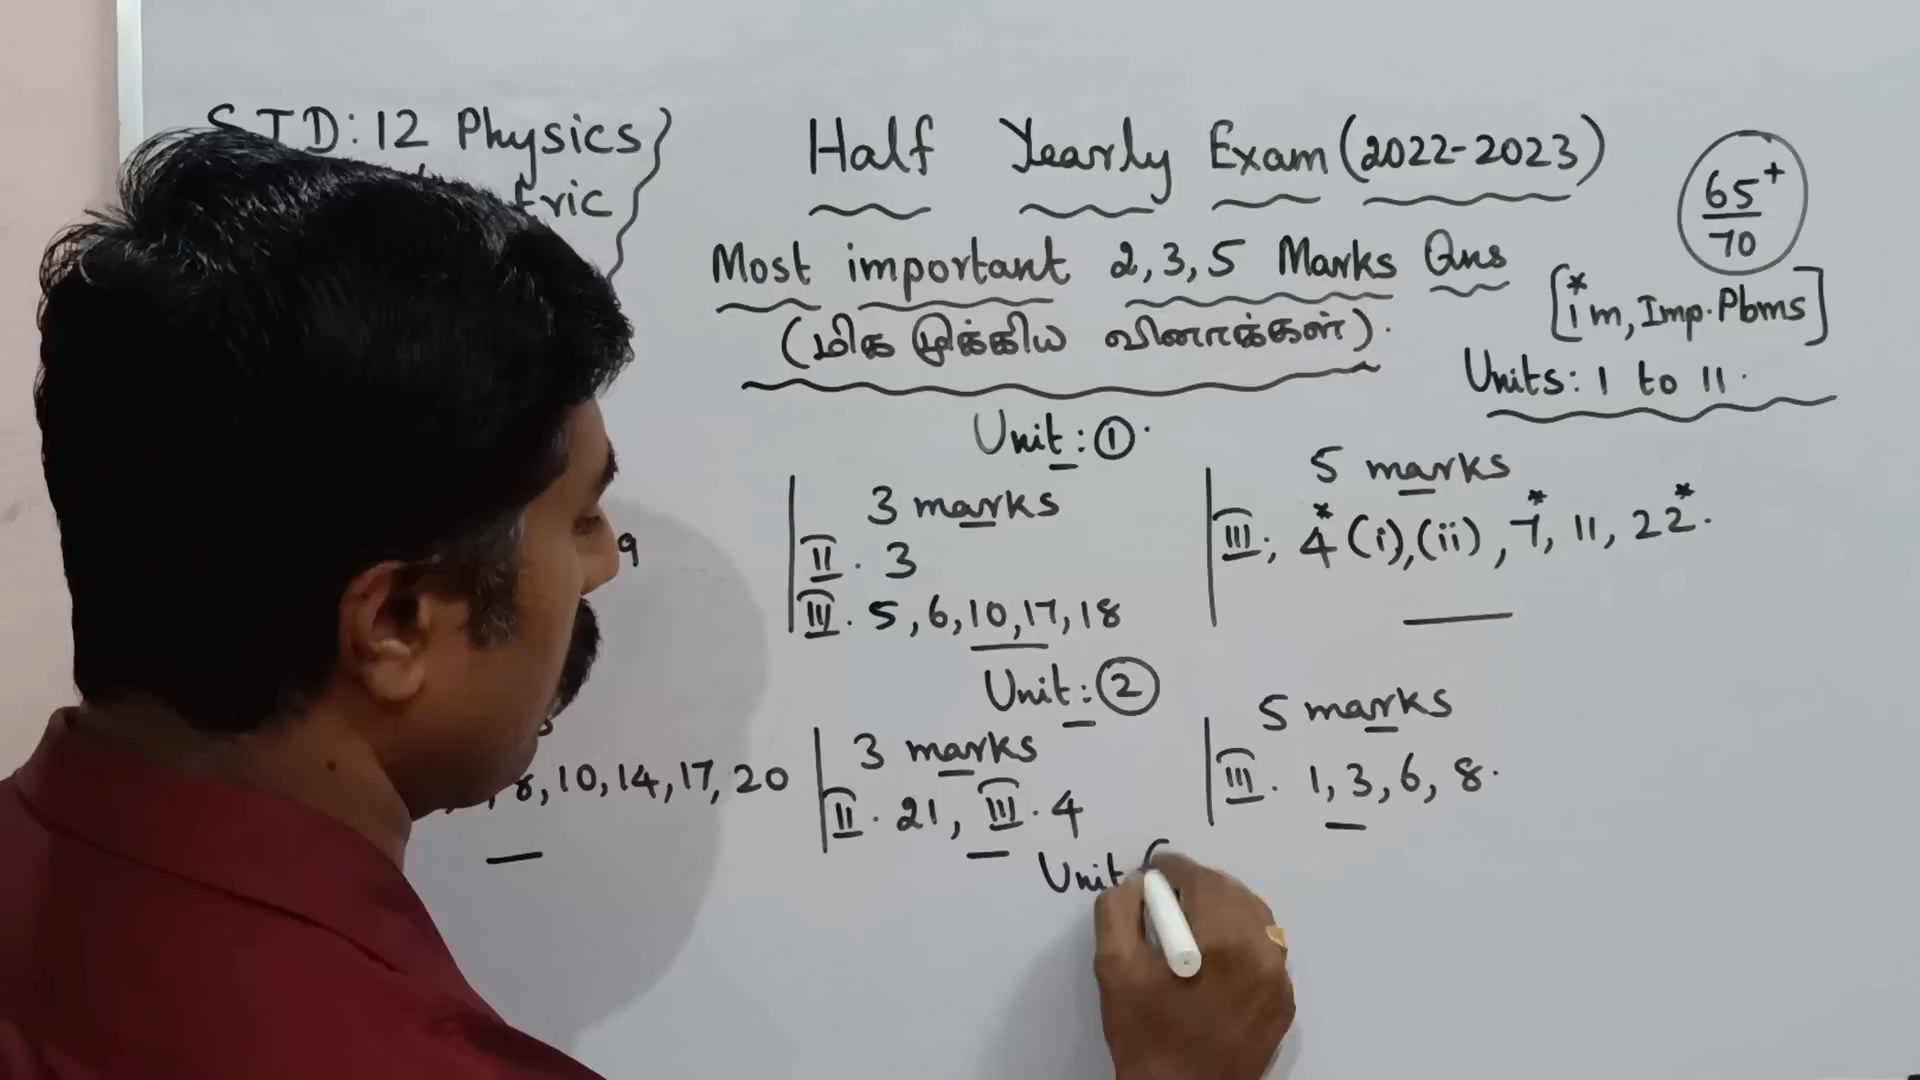 STD: 12 Physics
Half Yearly Exam (2022-2023)
65+
70
Most important 2,3,5 Marks Qns
[*1m, Imp. Pbms]
(மிக முக்கிய வினாக்கள்).
Units: 1 to 11.
Unit: 1.
3 marks
II. 3
III. 5, 6, 10, 17, 18
5 marks
III; 4*(i),(ii), 7*, 11, 22*.
9
Unit: 2
8, 10, 14, 17, 20
3 marks
II. 21, III. 4
5 marks
III. 1, 3, 6, 8.
Unit